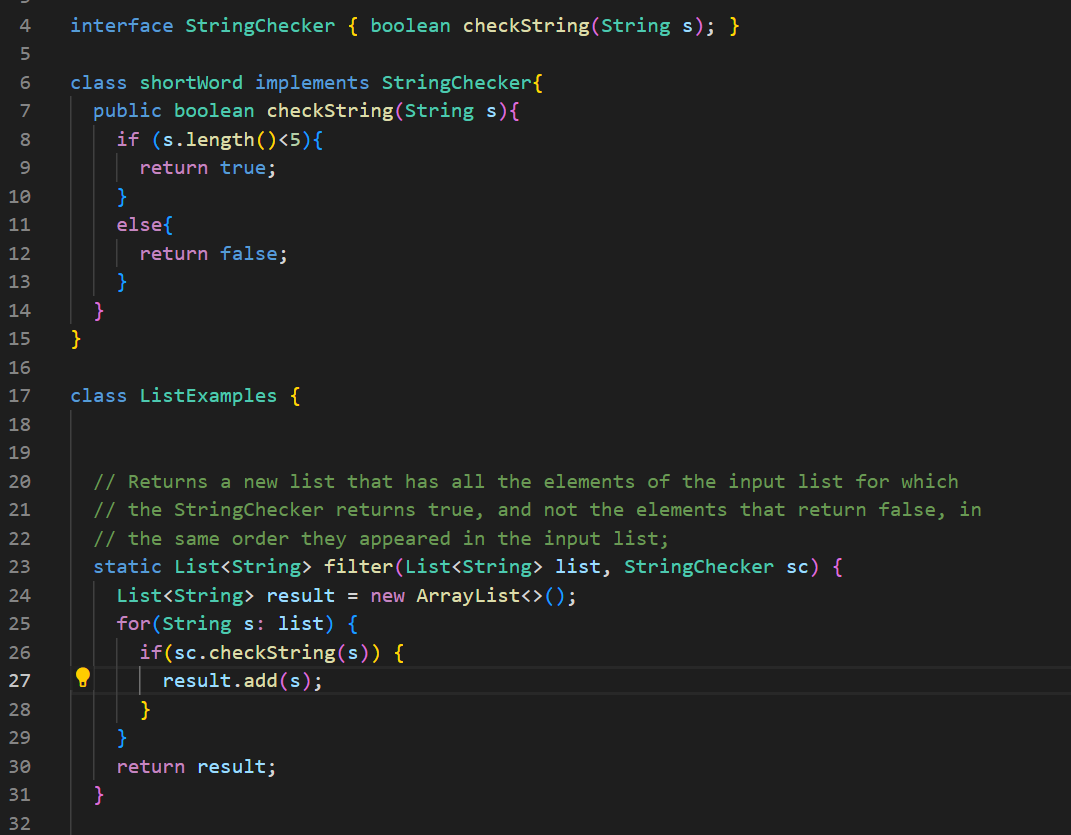 4 interface StringChecker { boolean checkString(String s); }
5
6 class shortWord implements StringChecker{
7   public boolean checkString(String s){
8     if (s.length()<5){
9       return true;
10     }
11     else{
12       return false;
13     }
14   }
15 }
16
17 class ListExamples {
18
19
20   // Returns a new list that has all the elements of the input list for which
21   // the StringChecker returns true, and not the elements that return false, in
22   // the same order they appeared in the input list;
23   static List<String> filter(List<String> list, StringChecker sc) {
24     List<String> result = new ArrayList<>();
25     for(String s: list) {
26       if(sc.checkString(s)) {
27         result.add(s);
28       }
29     }
30     return result;
31   }
32